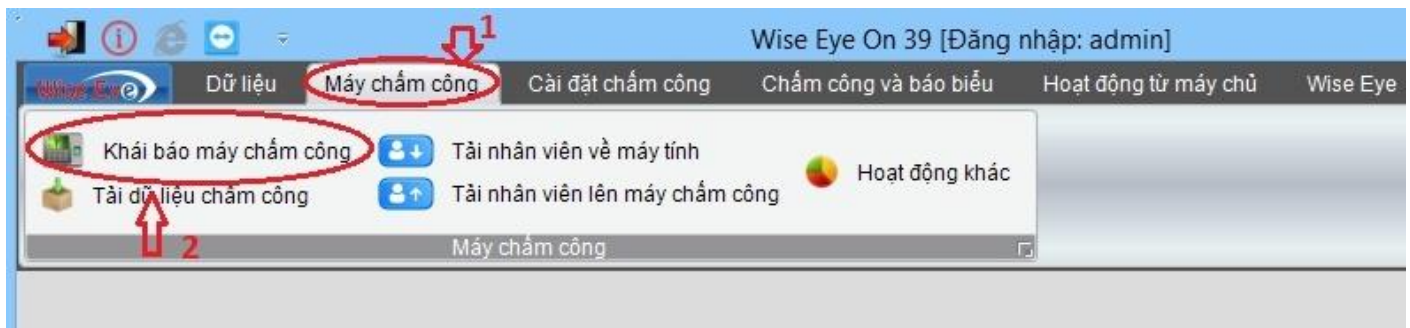 1
Wise Eye On 39 [Đăng nhập: admin]
Wise Eye Dữ liệu Máy chấm công Cài đặt chấm công Chấm công và báo biểu Hoạt động từ máy chủ Wise Eye
Khái báo máy chấm công Tải nhân viên về máy tính Hoạt động khác
Tải dữ liệu chấm công Tải nhân viên lên máy chấm công
2 Máy chấm công